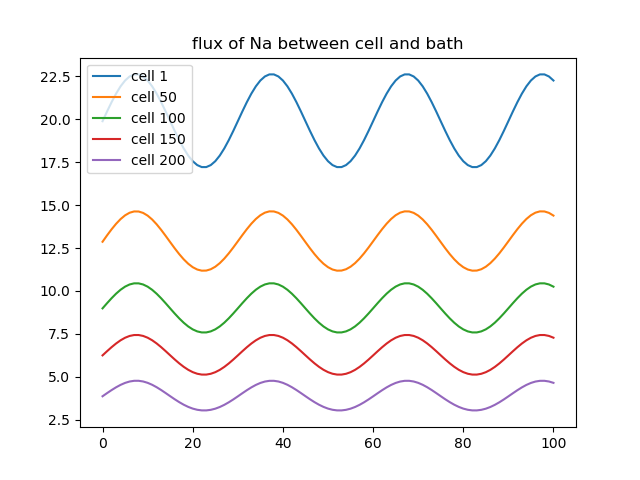 flux of Na between cell and bath
22.5
20.0
17.5
15.0
12.5
10.0
7.5
5.0
2.5
cell 1
cell 50
cell 100
cell 150
cell 200
0 20 40 60 80 100